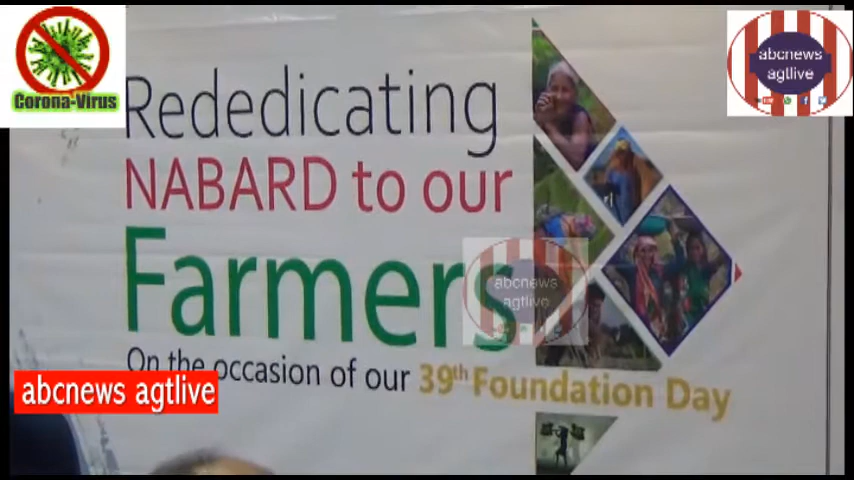 Corona-Virus
abcnews
agtlive
Rededicating
NABARD to our
Farmers
abcnews
agtlive
On the occasion of our 39th Foundation Day
abcnews agtlive